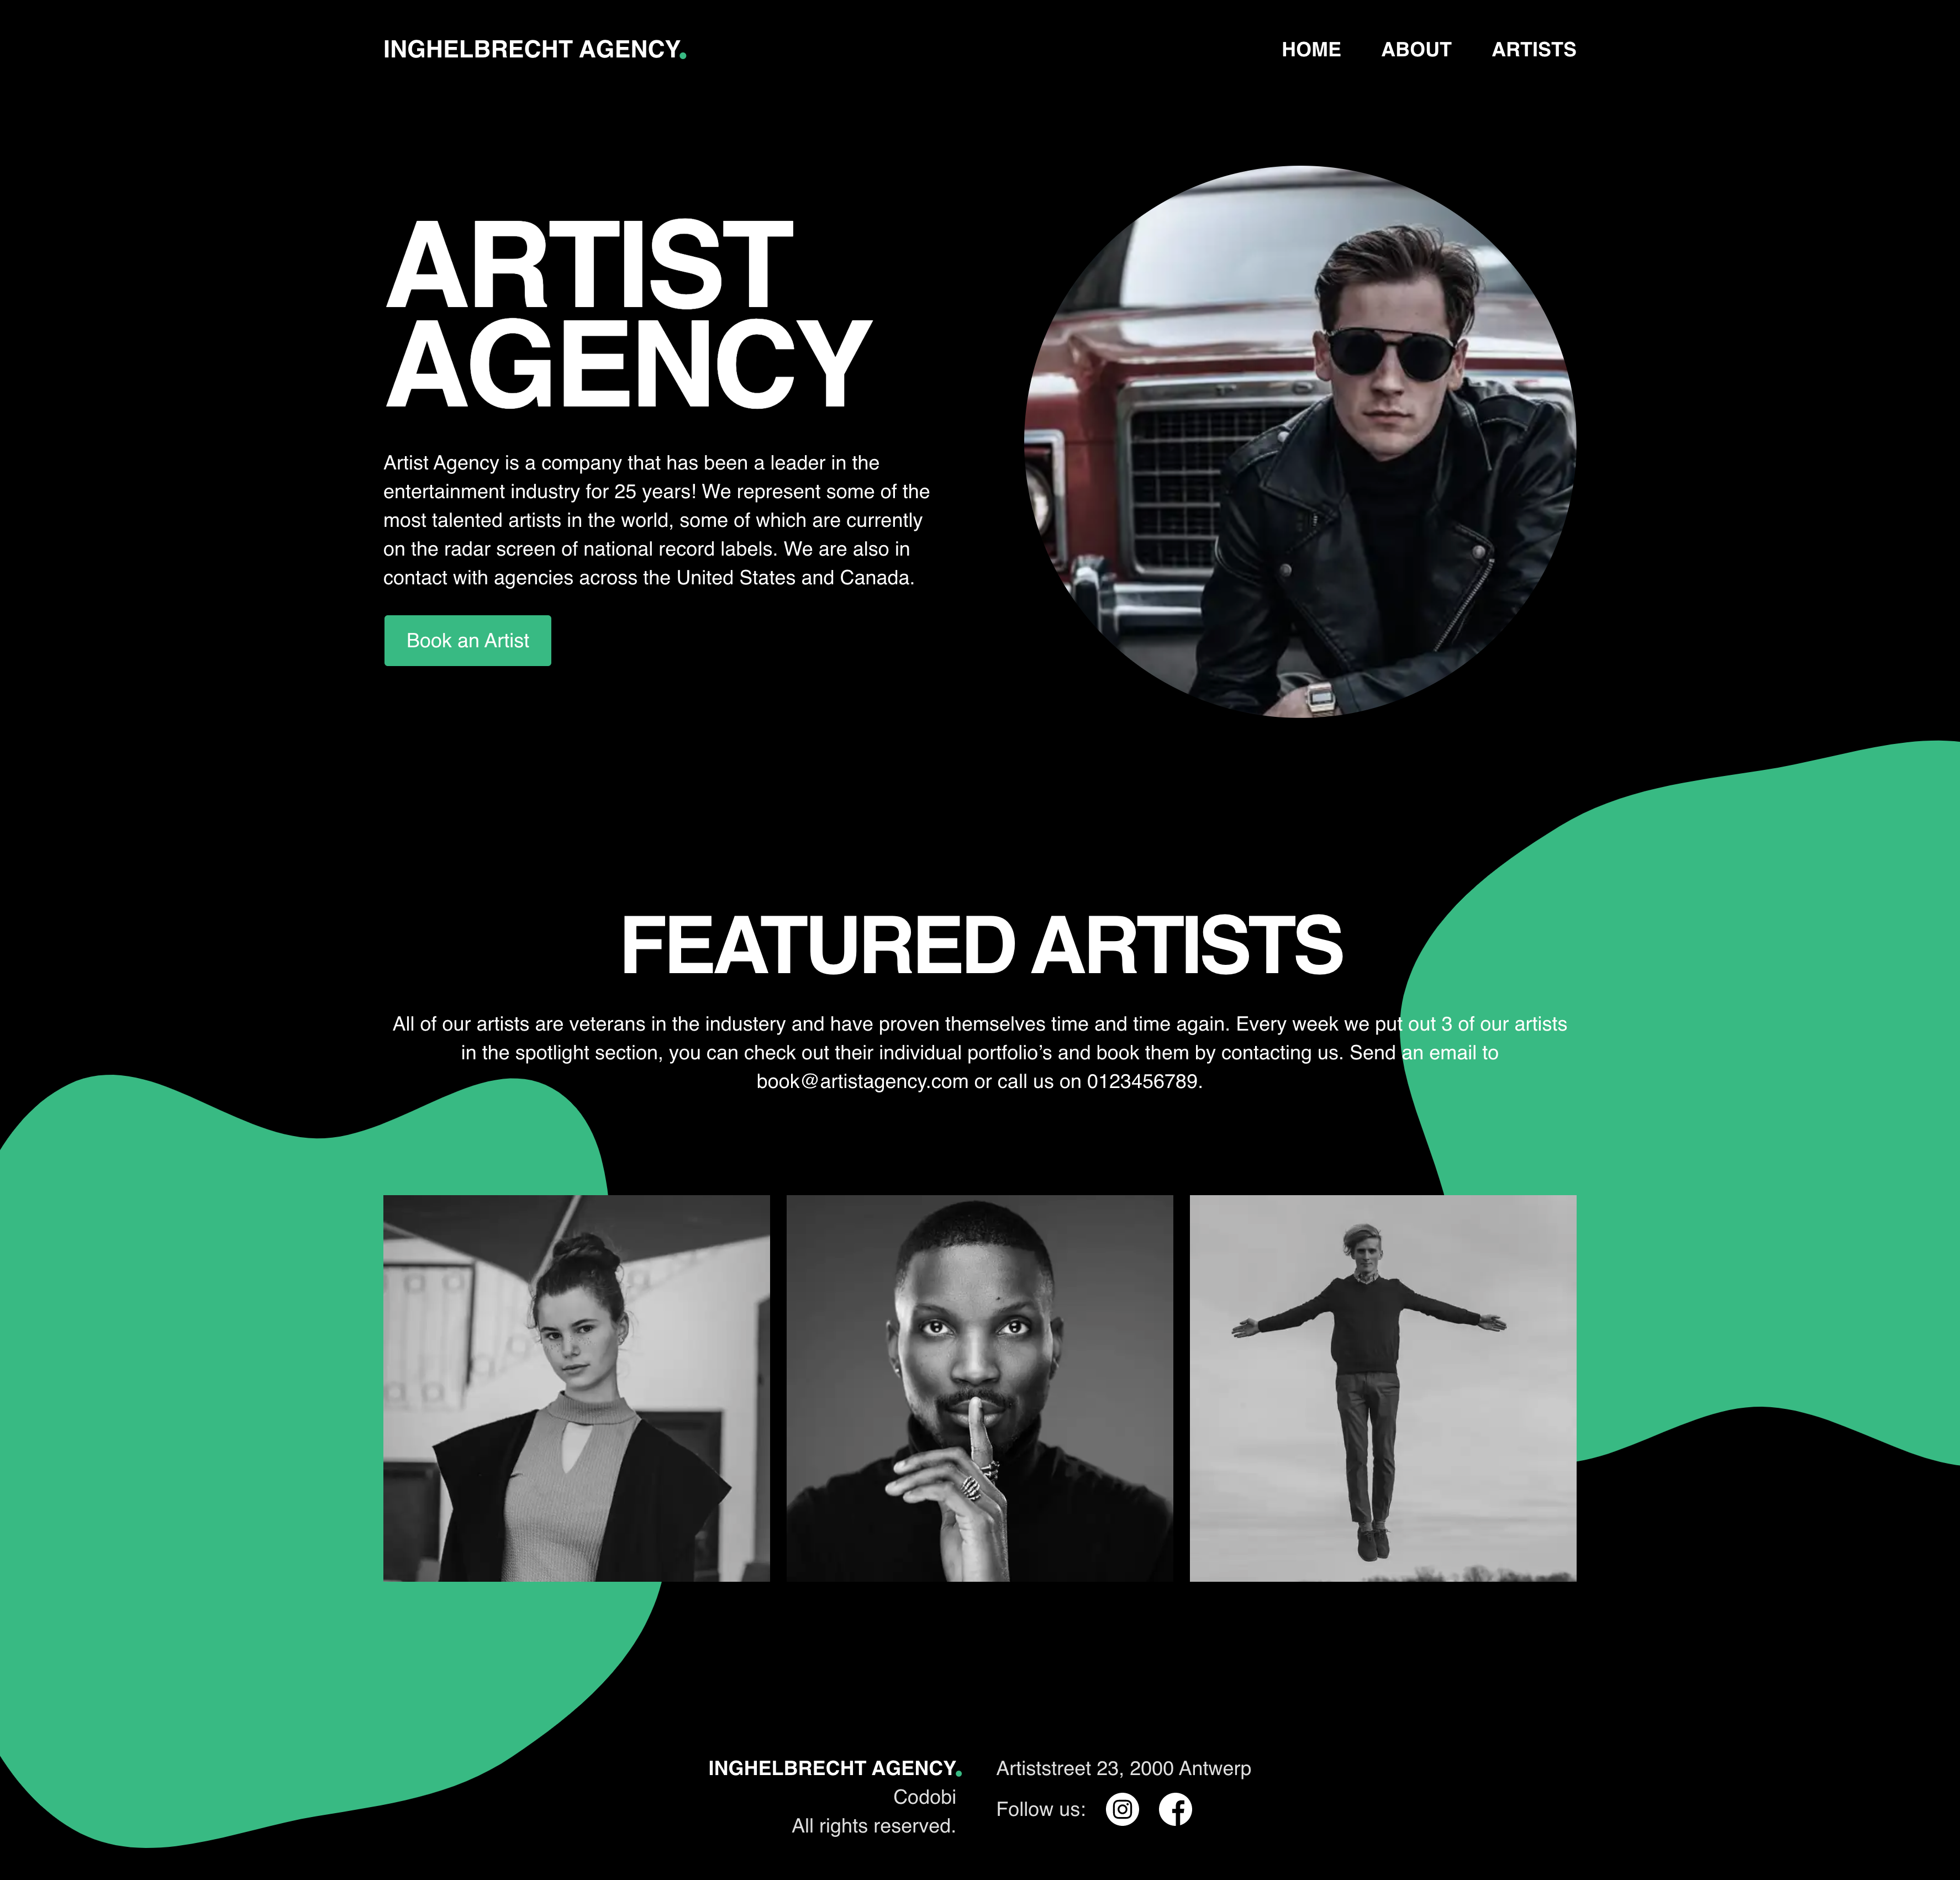 INGHELBRECHT AGENCY.
HOME ABOUT ARTISTS
ARTIST
AGENCY
Artist Agency is a company that has been a leader in the
entertainment industry for 25 years! We represent some of the
most talented artists in the world, some of which are currently
on the radar screen of national record labels. We are also in
contact with agencies across the United States and Canada.
Book an Artist
FEATURED ARTISTS
All of our artists are veterans in the industery and have proven themselves time and time again. Every week we put out 3 of our artists
in the spotlight section, you can check out their individual portfolio’s and book them by contacting us. Send an email to
book@artistagency.com or call us on 0123456789.
INGHELBRECHT AGENCY.
Codobi
All rights reserved.
Artiststreet 23, 2000 Antwerp
Follow us: